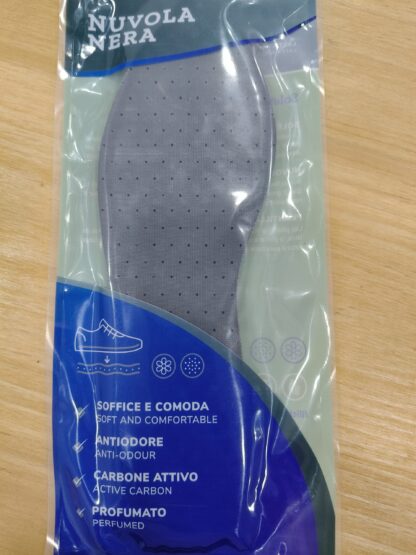 NUVOLA
NERA
SOFFICE E COMODA
SOFT AND COMFORTABLE
ANTIODORE
ANTI-ODOUR
CARBONE ATTIVO
ACTIVE CARBON
PROFUMATO
PERFUMED